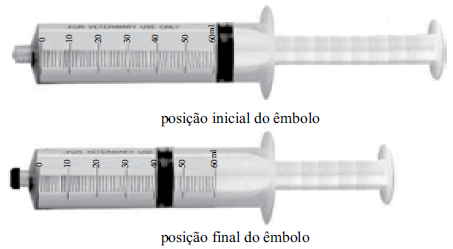 FOR VETERINARY USE ONLY
0 10 20 30 40 50 60ml
posição inicial do êmbolo
FOR VETERINARY USE
0 10 20 30 40 50 60ml
posição final do êmbolo